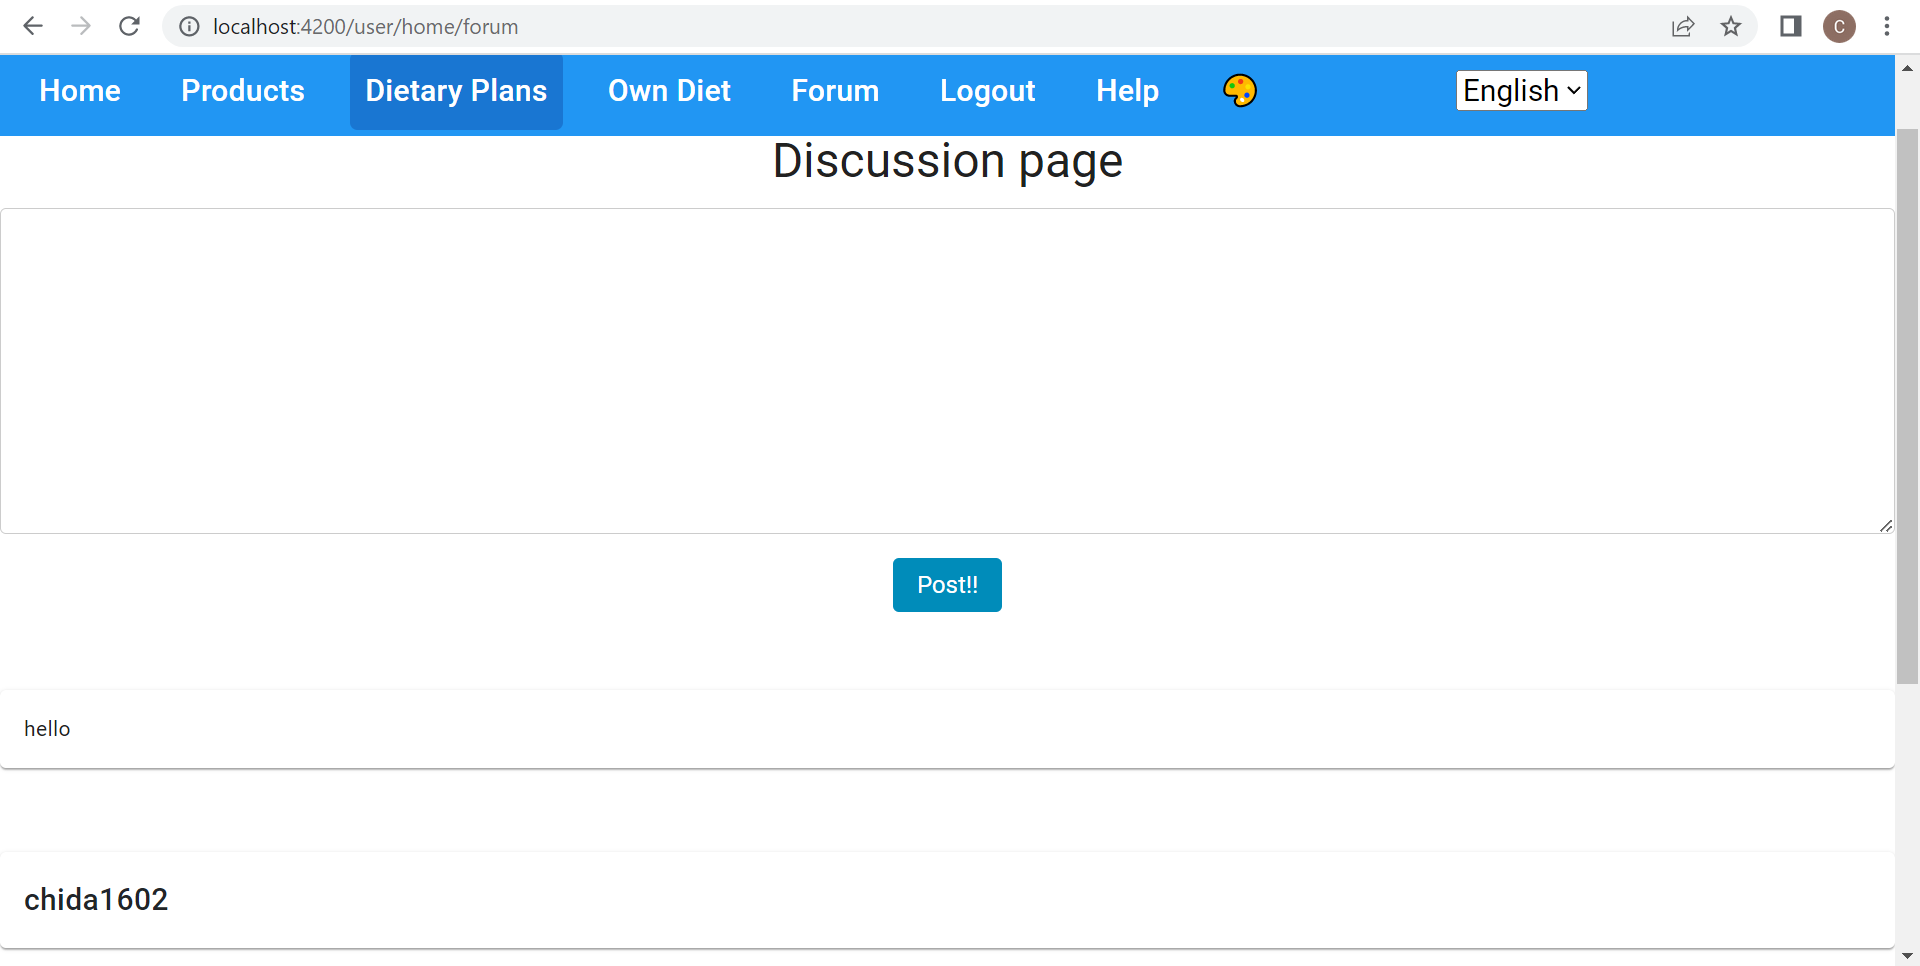 localhost:4200/user/home/forum
C
Home Products Dietary Plans Own Diet Forum Logout Help English
Discussion page
Post!!
hello
chida1602